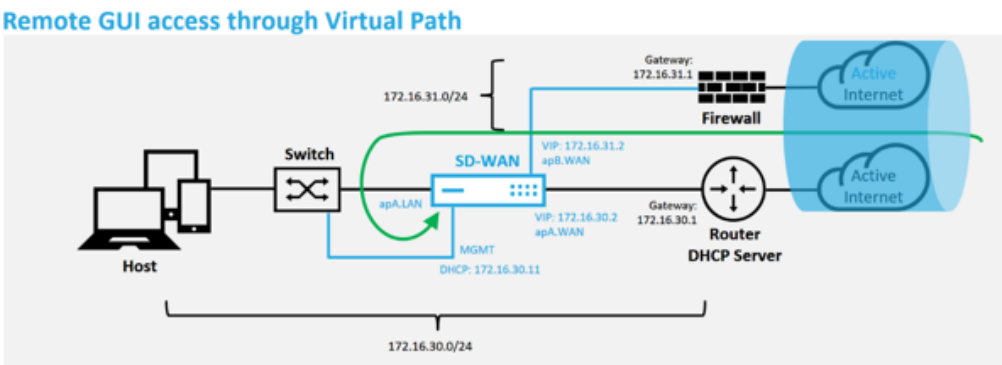 Remote GUI access through Virtual Path
Gateway:
172.16.31.1
Active
Internet
172.16.31.0/24
Firewall
VIP: 172.16.31.2
apB.WAN
Switch
SD-WAN
Active
Internet
apA.LAN
VIP: 172.16.30.2
apA.WAN
Gateway:
172.16.30.1
Router
DHCP Server
MGMT
DHCP: 172.16.30.11
Host
172.16.30.0/24